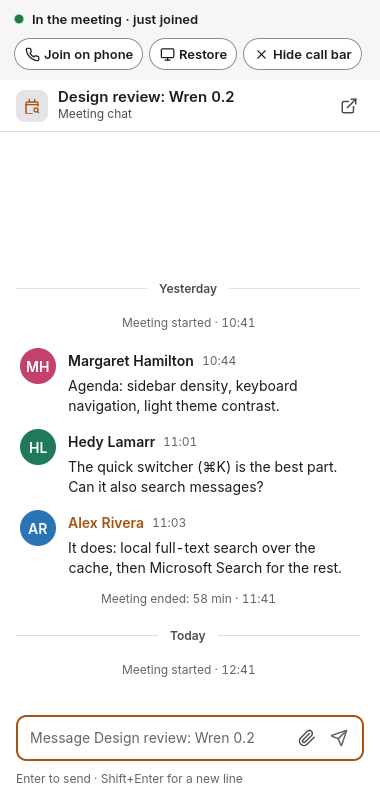 In the meeting · just joined
Join on phone
Restore
Hide call bar
Design review: Wren 0.2
Meeting chat
Yesterday
Meeting started · 10:41
MH
Margaret Hamilton 10:44
Agenda: sidebar density, keyboard
navigation, light theme contrast.
HL
Hedy Lamarr 11:01
The quick switcher (⌘K) is the best part.
Can it also search messages?
AR
Alex Rivera 11:03
It does: local full-text search over the
cache, then Microsoft Search for the rest.
Meeting ended: 58 min · 11:41
Today
Meeting started · 12:41
Message Design review: Wren 0.2
Enter to send · Shift+Enter for a new line